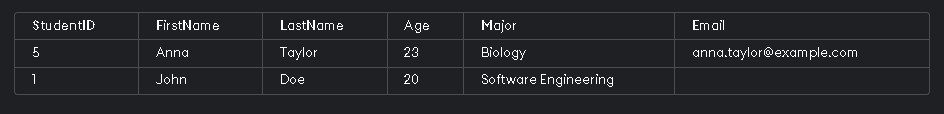 StudentID FirstName LastName Age Major Email
5 Anna Taylor 23 Biology anna.taylor@example.com
1 John Doe 20 Software Engineering